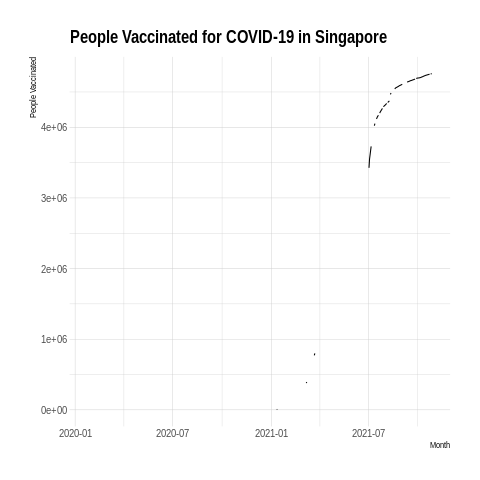 People Vaccinated for COVID-19 in Singapore
People Vaccinated
4e+06
3e+06
2e+06
1e+06
0e+00
2020-01 2020-07 2021-01 2021-07
Month